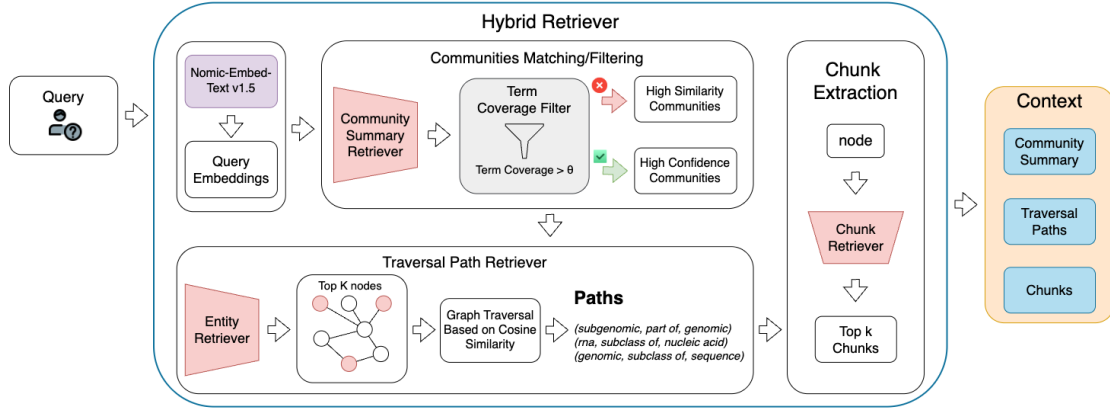 Hybrid Retriever
Query
Nomic-Embed-
Text v1.5
Query
Embeddings
Communities Matching/Filtering
Community
Summary
Retriever
Term
Coverage Filter
Term Coverage > θ
High Similarity
Communities
High Confidence
Communities
Traversal Path Retriever
Entity
Retriever
Top K nodes
Graph Traversal
Based on Cosine
Similarity
Paths
(subgenomic, part of, genomic)
(rna, subclass of, nucleic acid)
(genomic, subclass of, sequence)
Chunk
Extraction
node
Chunk
Retriever
Top k
Chunks
Context
Community
Summary
Traversal
Paths
Chunks